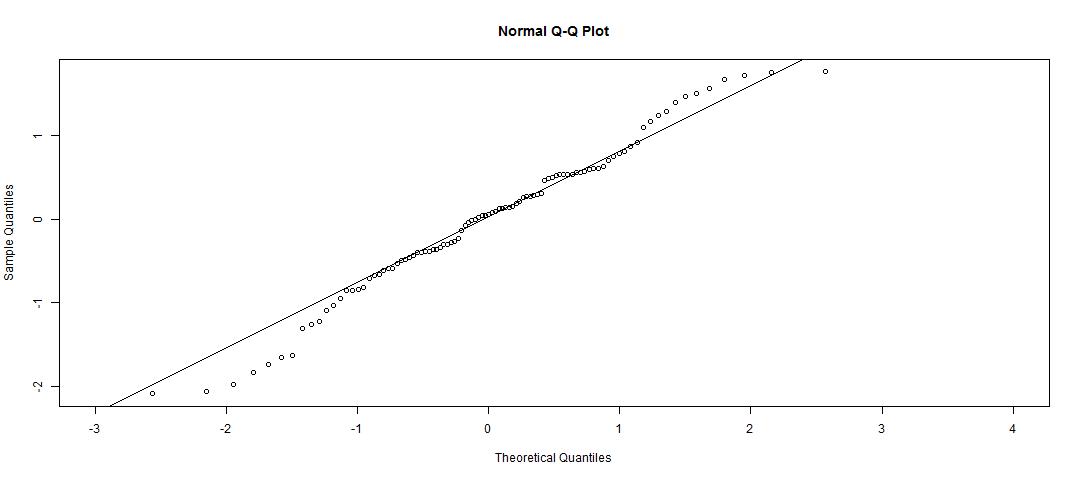 Normal Q-Q Plot
Sample Quantiles
1
0
-1
-2
-3 -2 -1 0 1 2 3 4
Theoretical Quantiles